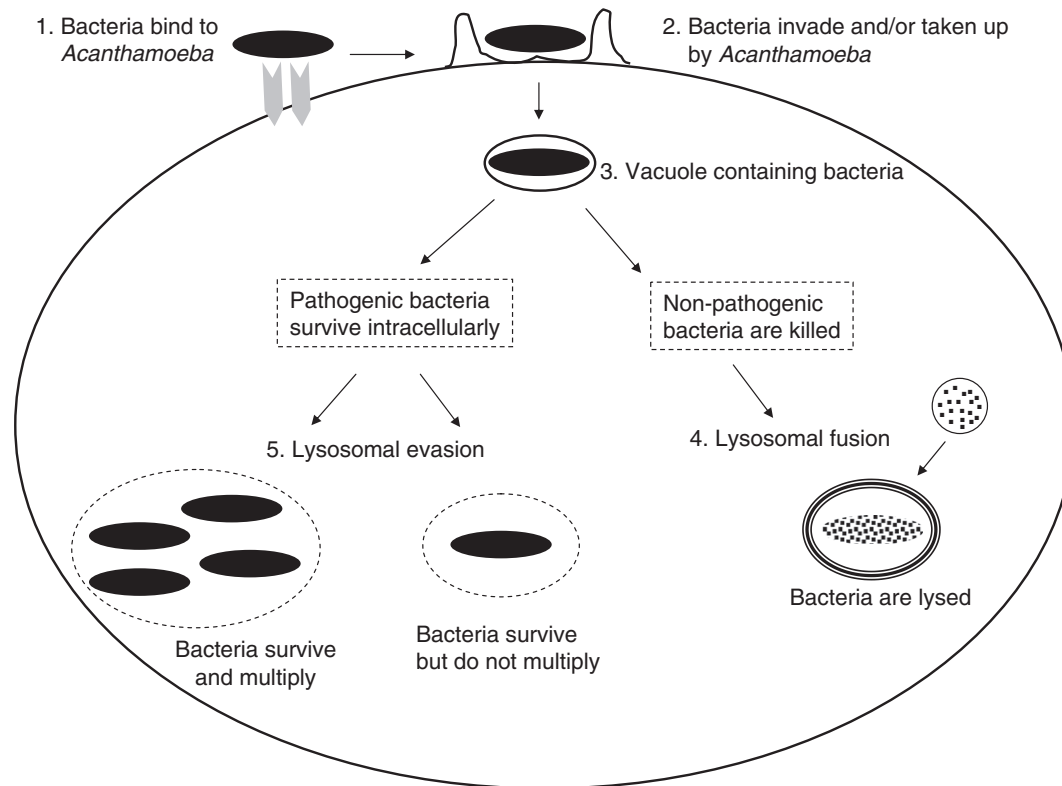 1. Bacteria bind to
Acanthamoeba
2. Bacteria invade and/or taken up
by Acanthamoeba
3. Vacuole containing bacteria
Pathogenic bacteria
survive intracellularly
Non-pathogenic
bacteria are killed
5. Lysosomal evasion
4. Lysosomal fusion
Bacteria are lysed
Bacteria survive
and multiply
Bacteria survive
but do not multiply